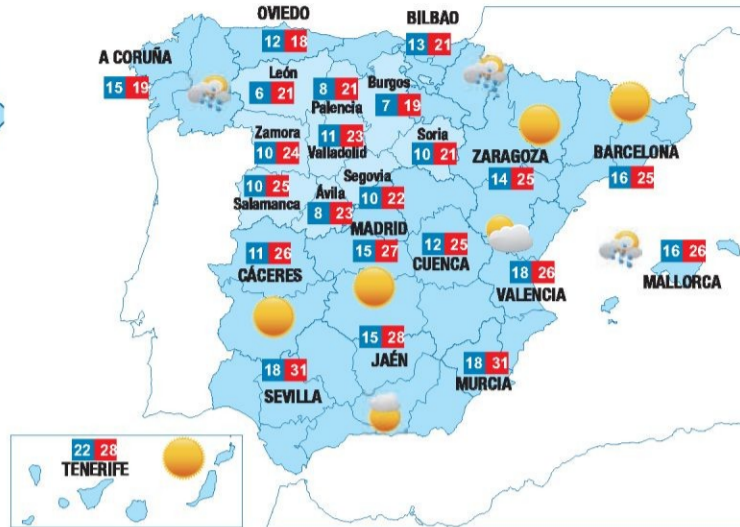 OVIEDO
12 18
BILBAO
13 21
A CORUÑA
15 19
León
6 21
8 21
Palencia
Burgos
7 19
Zamora
10 24
11 23
Valladolid
Soria
10 21
ZARAGOZA
14 25
BARCELONA
16 25
10 25
Salamanca
Ávila
8 23
Segovia
10 22
MADRID
15 27
12 25
CUENCA
11 26
CÁCERES
18 26
VALENCIA
16 26
MALLORCA
15 28
JAÉN
18 31
SEVILLA
18 31
MURCIA
22 28
TENERIFE